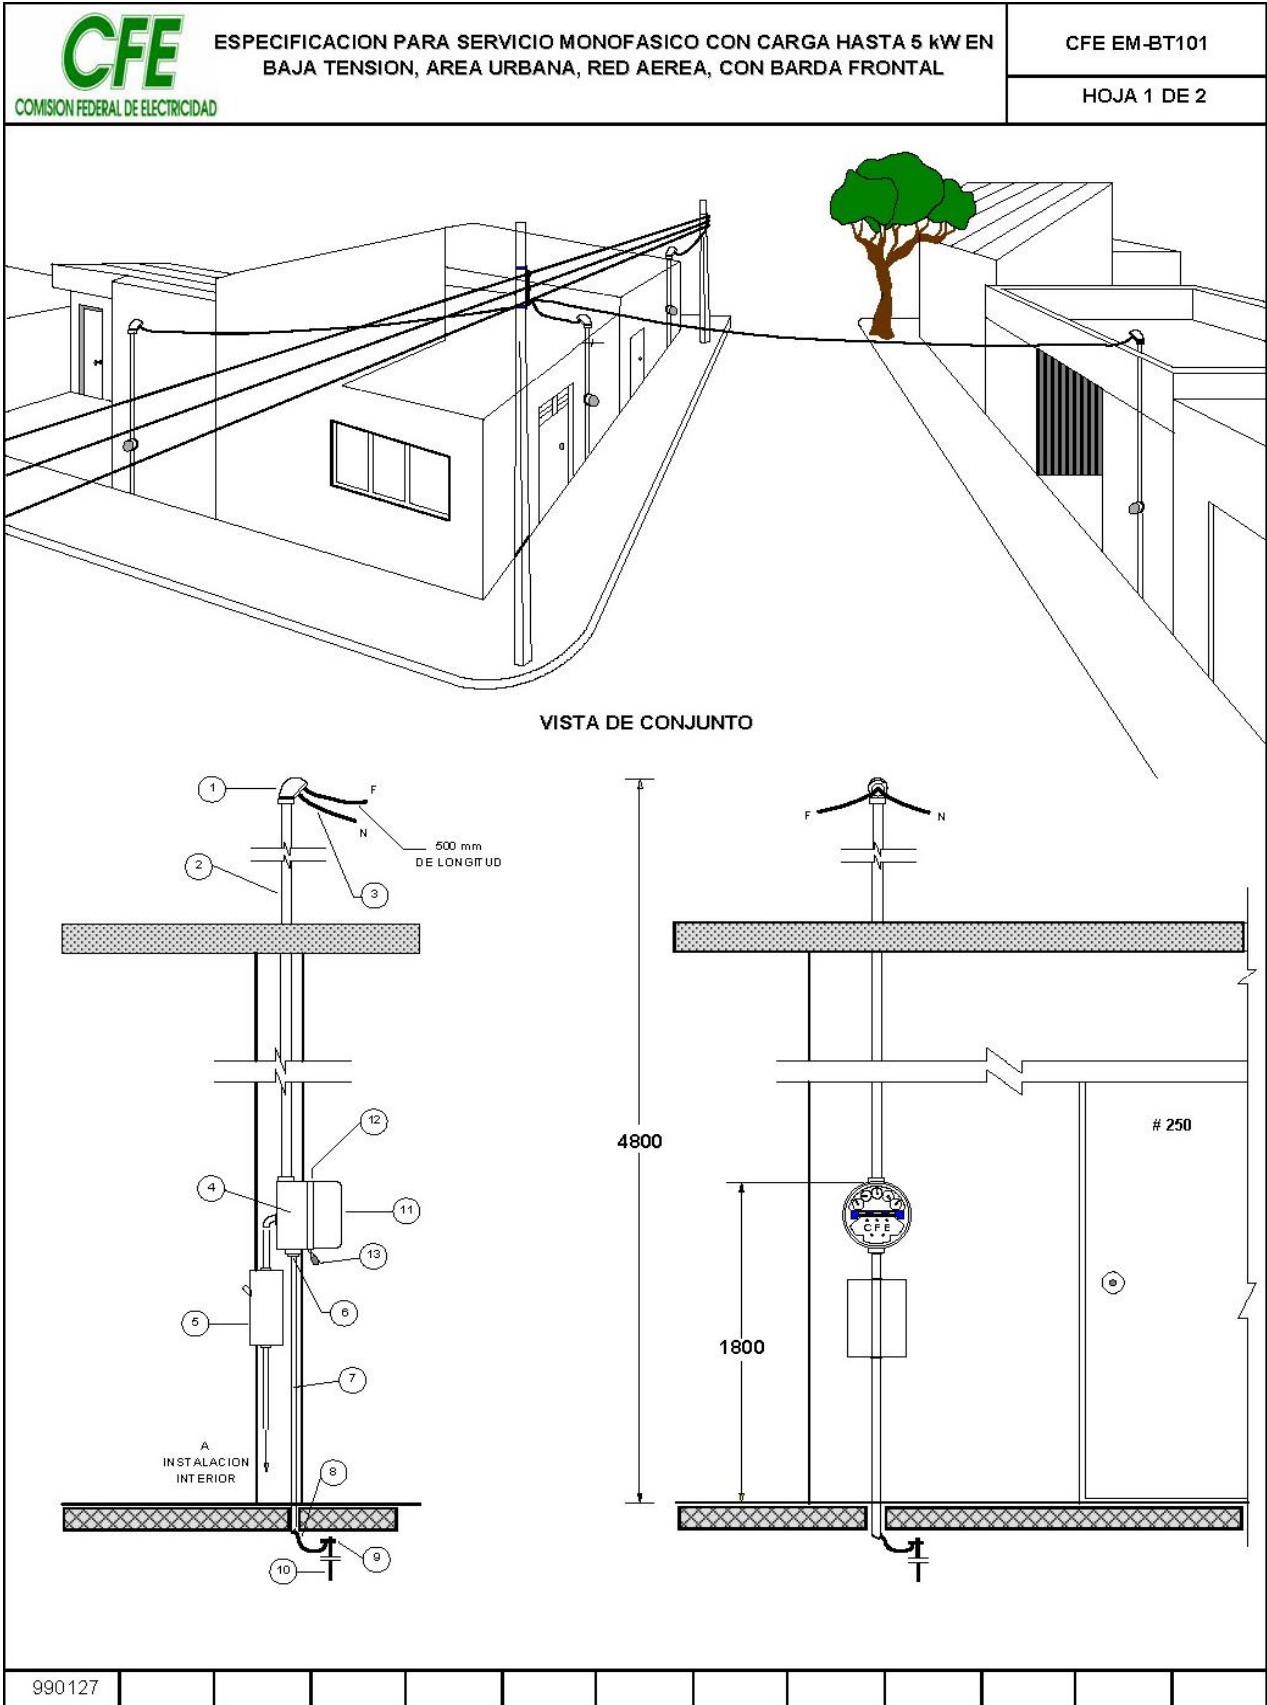 CFE
COMISION FEDERAL DE ELECTRICIDAD
ESPECIFICACION PARA SERVICIO MONOFASICO CON CARGA HASTA 5 kW EN
BAJA TENSION, AREA URBANA, RED AEREA, CON BARDA FRONTAL
CFE EM-BT101
HOJA 1 DE 2
VISTA DE CONJUNTO
1
F
N
500 mm
DE LONGITUD
2
3
12
4
11
13
6
5
7
A
INSTALACION
INTERIOR
8
9
10
F
N
4800
# 250
CFE
1800
990127